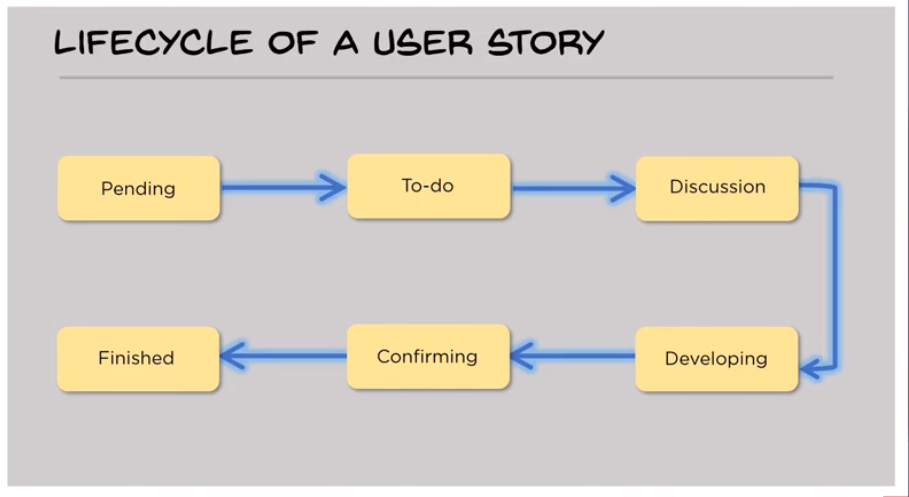 LIFECYCLE OF A USER STORY
Pending
To-do
Discussion
Developing
Confirming
Finished